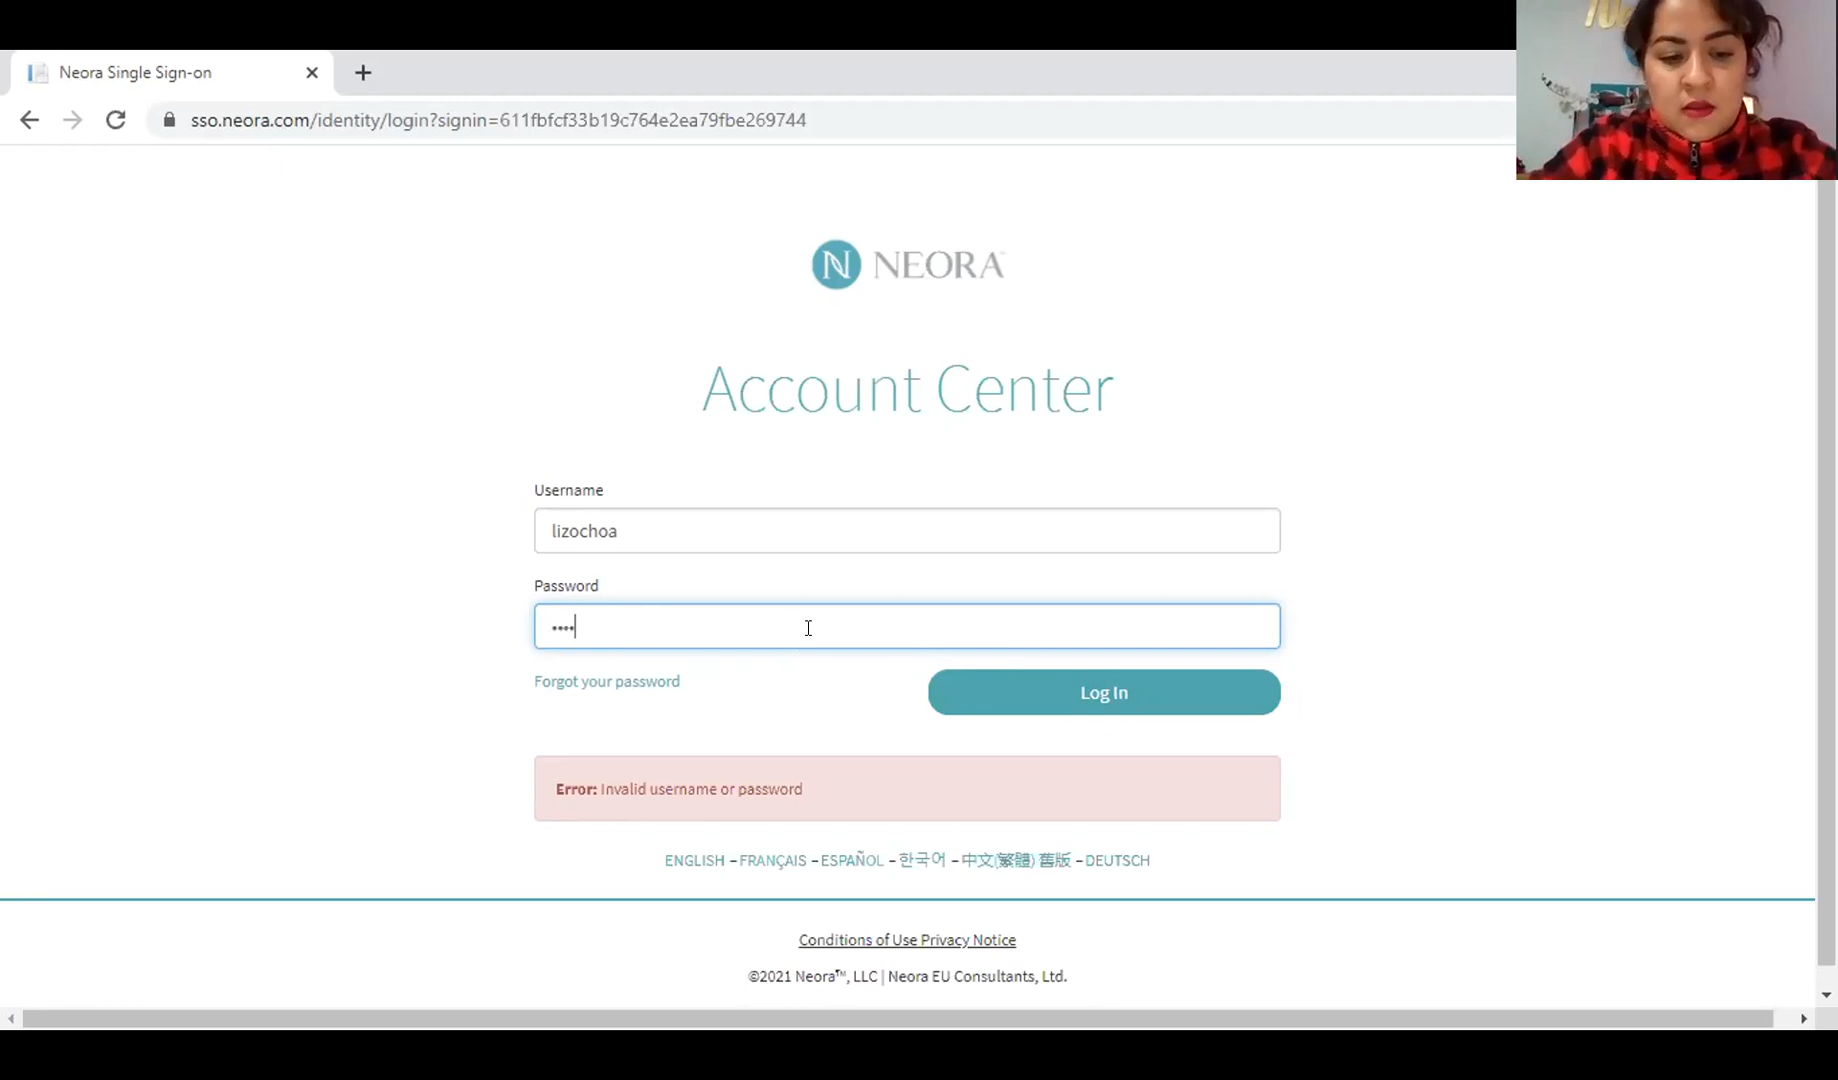 Neora Single Sign-on
sso.neora.com/identity/login?signin=611fbfcf33b19c764e2ea79fbe269744
N NEORA
Account Center
Username
lizochoa
Password
••••
Forgot your password
Log In
Error: Invalid username or password
ENGLISH – FRANÇAIS – ESPAÑOL – 한국어 – 中文(繁體) 舊版 – DEUTSCH
Conditions of Use Privacy Notice
©2021 Neora™, LLC | Neora EU Consultants, Ltd.